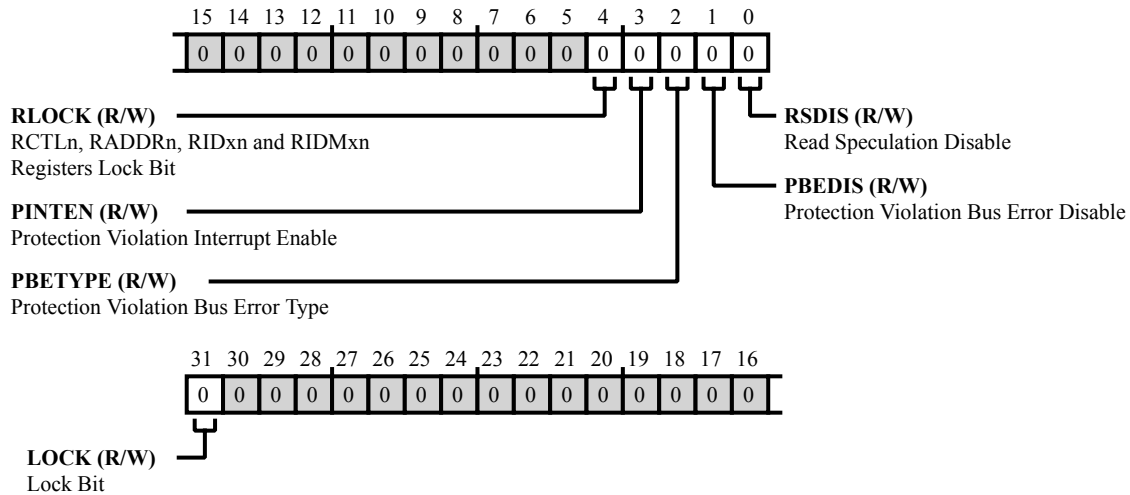 15 14 13 12 11 10 9 8 7 6 5 4 3 2 1 0
0 0 0 0 0 0 0 0 0 0 0 0 0 0 0 0
RLOCK (R/W)
RCTLn, RADDRn, RIDxn and RIDMxn
Registers Lock Bit
RSDIS (R/W)
Read Speculation Disable
PINTEN (R/W)
Protection Violation Interrupt Enable
PBEDIS (R/W)
Protection Violation Bus Error Disable
PBETYPE (R/W)
Protection Violation Bus Error Type
31 30 29 28 27 26 25 24 23 22 21 20 19 18 17 16
0 0 0 0 0 0 0 0 0 0 0 0 0 0 0 0
LOCK (R/W)
Lock Bit